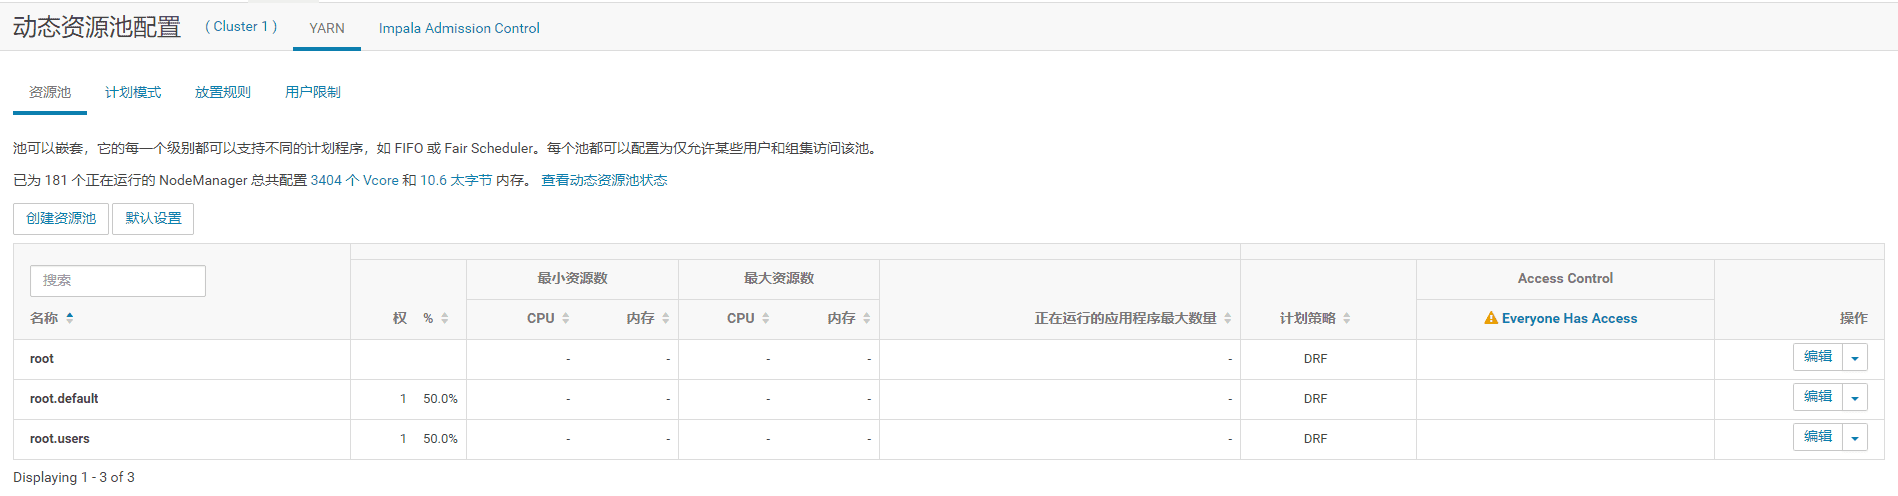 动态资源池配置 ( Cluster 1 ) YARN Impala Admission Control
资源池 计划模式 放置规则 用户限制
池可以嵌套，它的每一个级别都可以支持不同的计划程序，如 FIFO 或 Fair Scheduler。每个池都可以配置为仅允许某些用户和组集访问该池。
已为 181 个正在运行的 NodeManager 总共配置 3404 个 Vcore 和 10.6 太字节 内存。 查看动态资源池状态
创建资源池 默认设置
搜索 最小资源数 最大资源数 Access Control
名称 权 % CPU 内存 CPU 内存 正在运行的应用程序最大数量 计划策略 Everyone Has Access 操作
root - - - - - DRF 编辑
root.default 1 50.0% - - - - - DRF 编辑
root.users 1 50.0% - - - - - DRF 编辑
Displaying 1 - 3 of 3